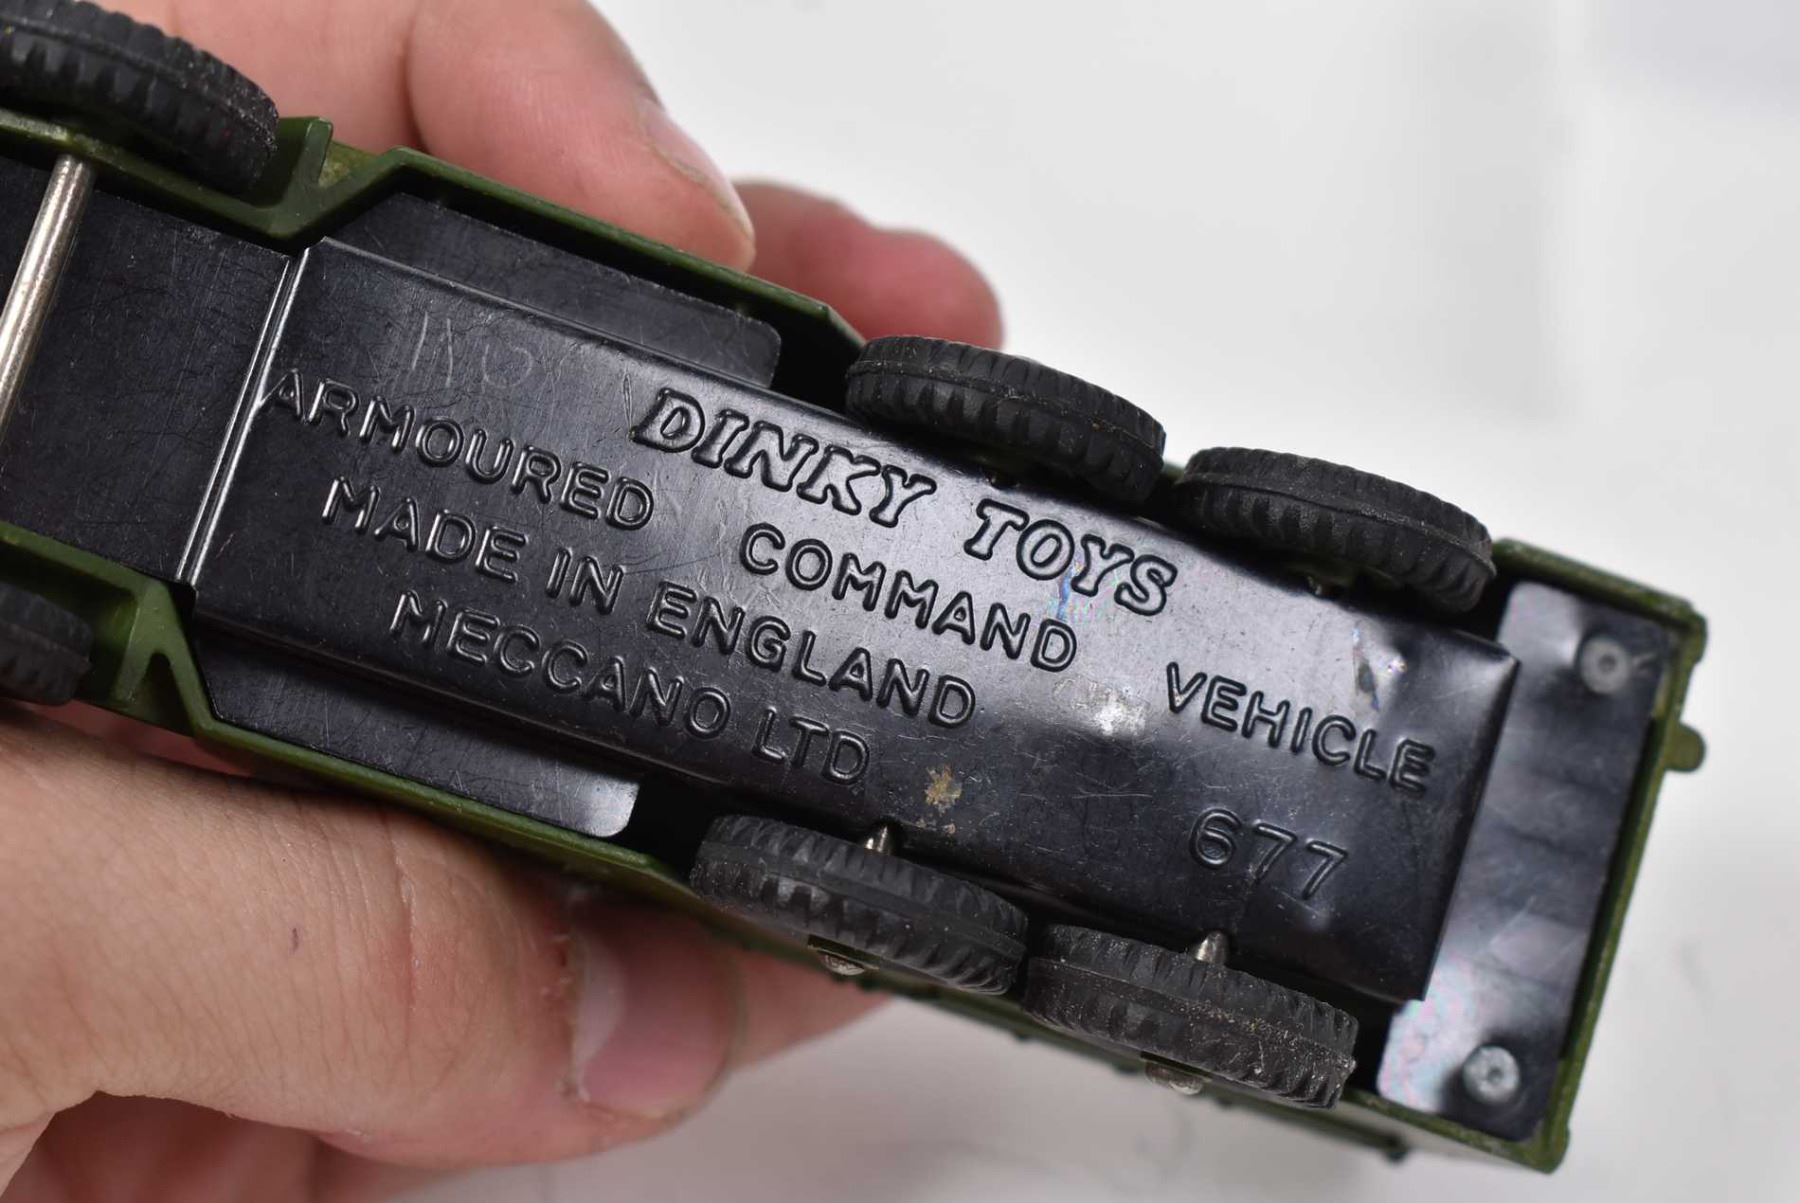 DINKY TOYS
ARMOURED COMMAND VEHICLE
MADE IN ENGLAND
MECCANO LTD
677